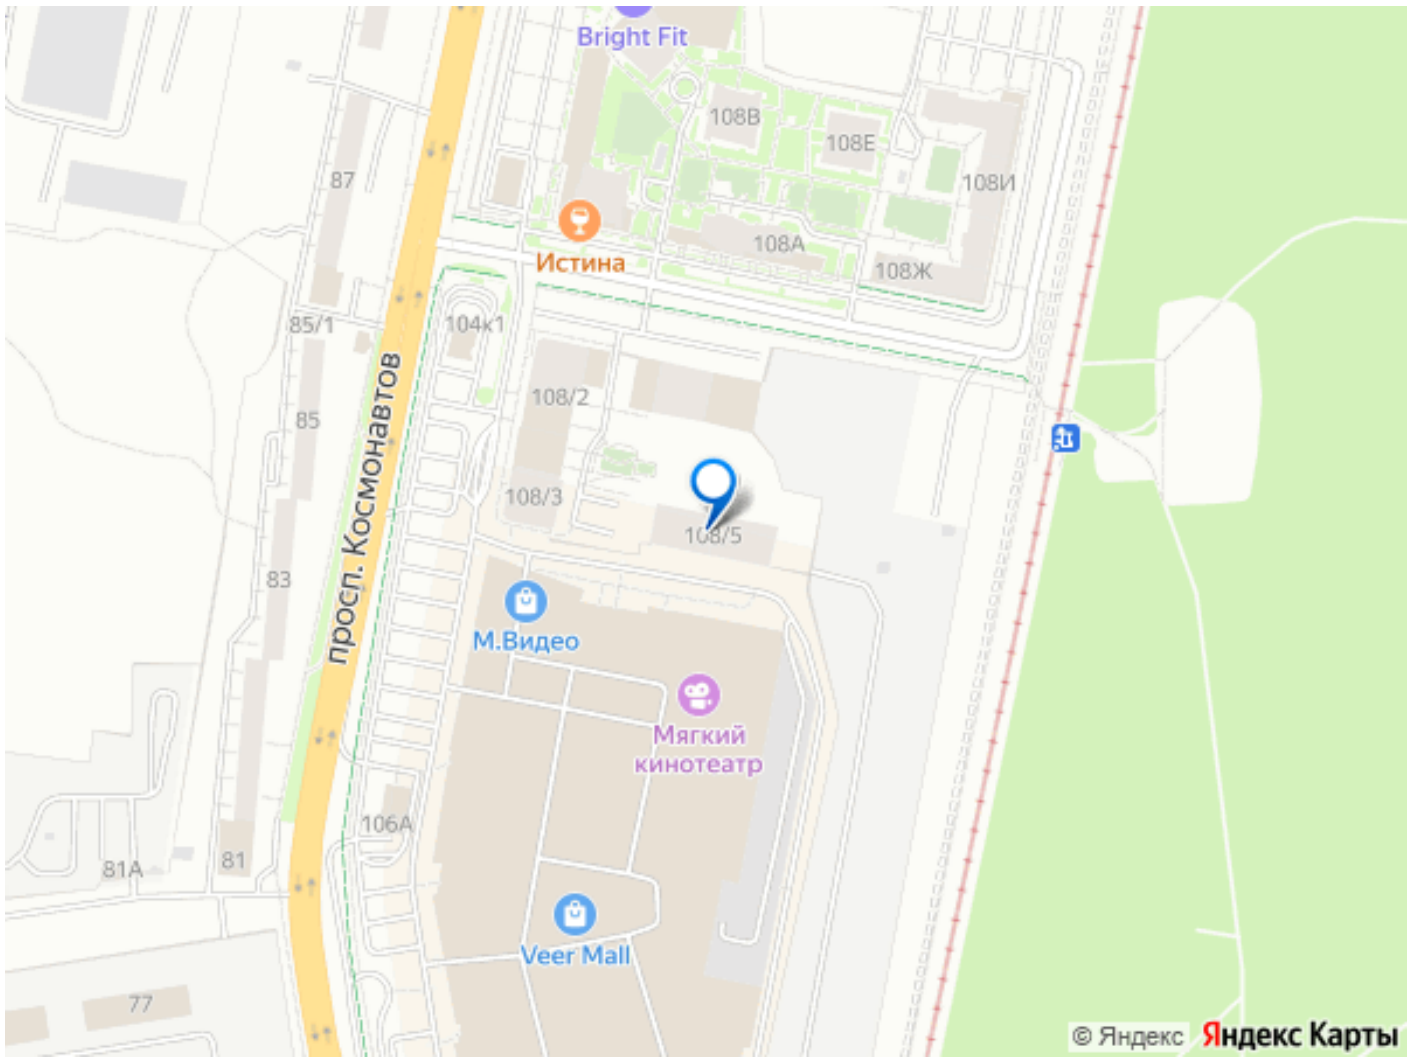 Bright Fit
108В
108Е
87
108И
108А
Истина
108Ж
85/1
104к1
просп. Космонавтов
108/2
85
108/3
108/5
83
М.Видео
Мягкий
кинотеатр
106А
81
81А
Veer Mall
77
© Яндекс
Яндекс Карты